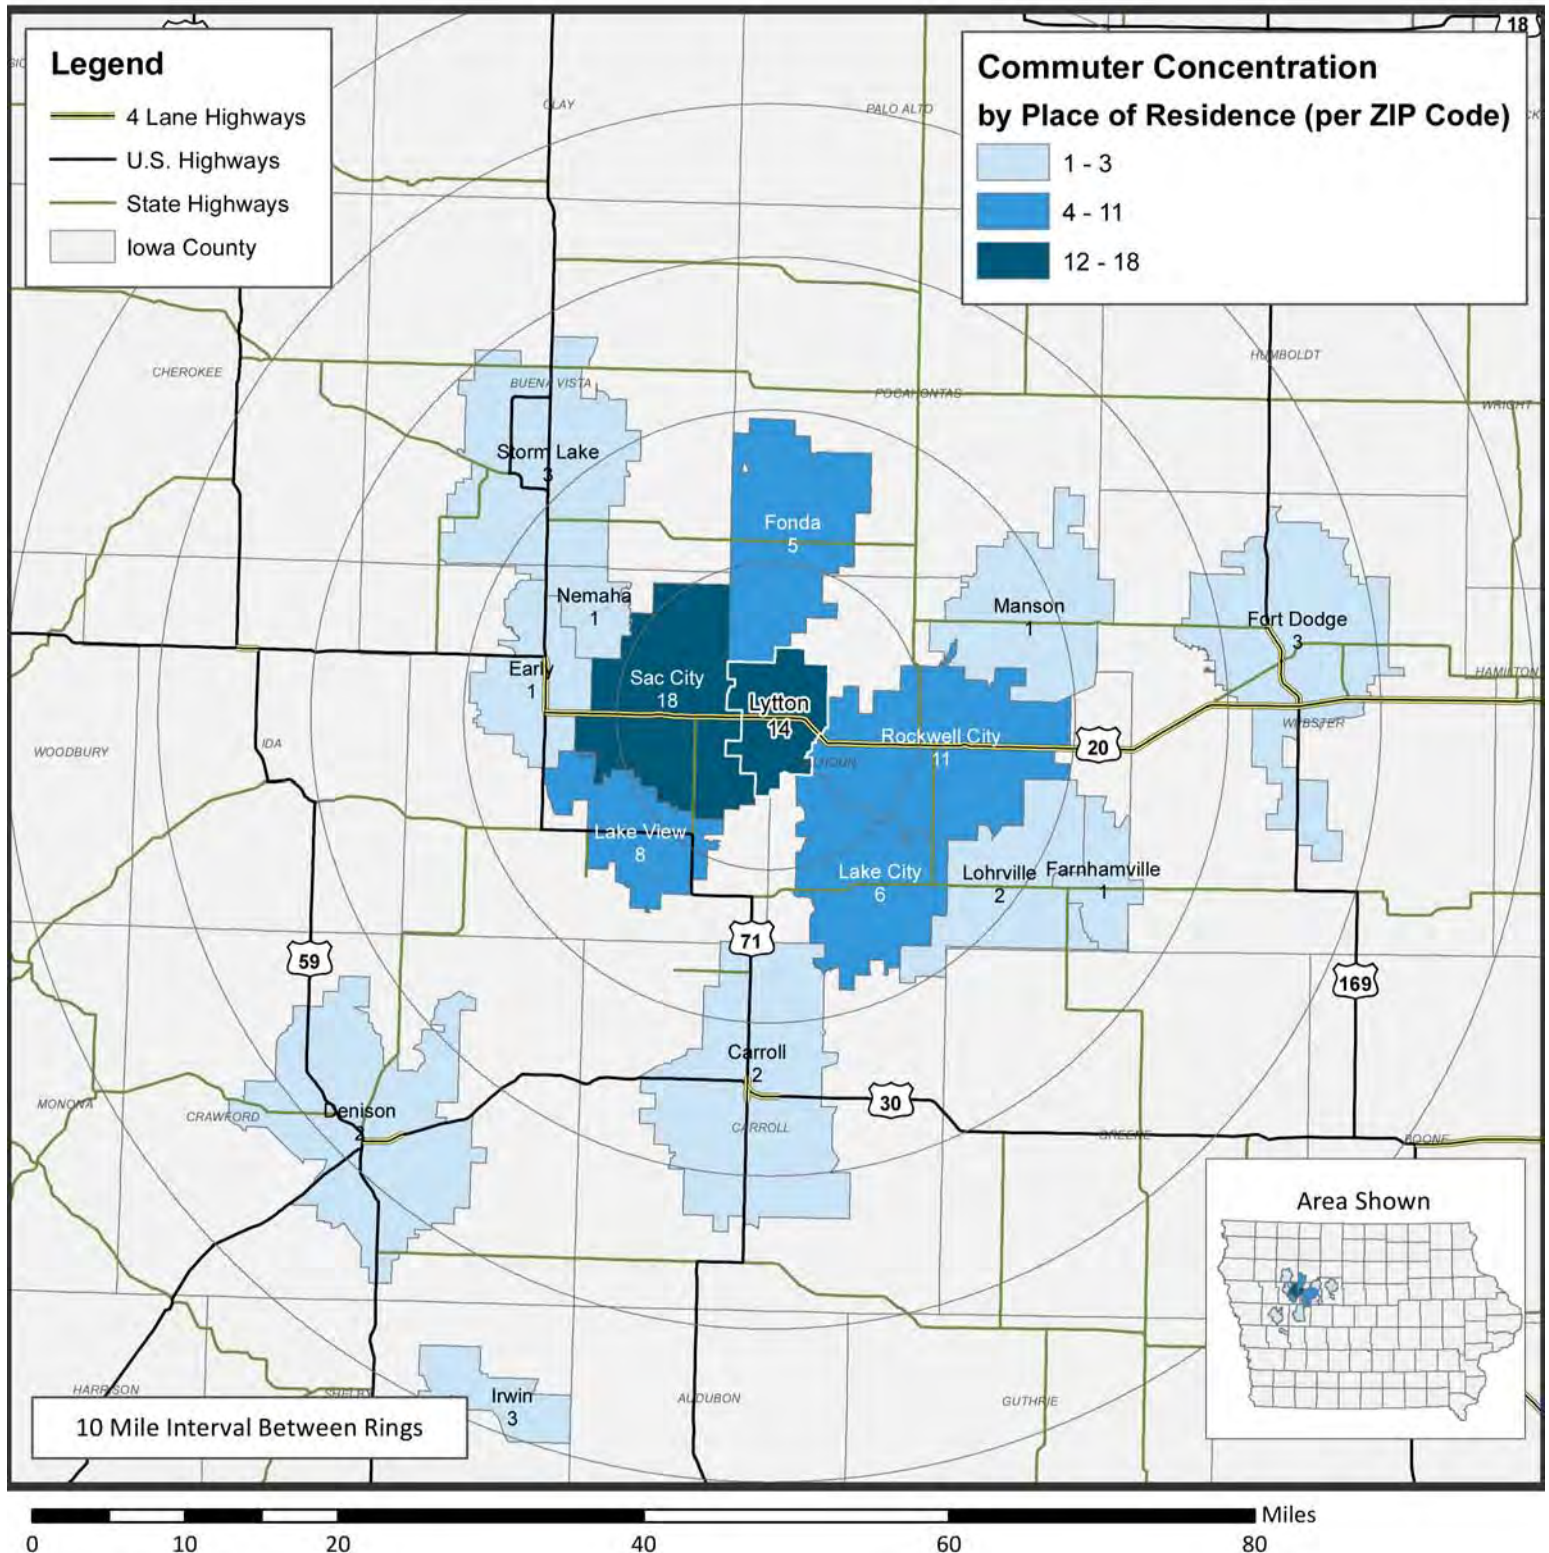 18
Legend
4 Lane Highways
U.S. Highways
State Highways
Iowa County
Commuter Concentration
by Place of Residence (per ZIP Code)
1 - 3
4 - 11
12 - 18
CLAY
PALO ALTO
CHEROKEE
BUENA VISTA
POCAHONTAS
HUMBOLDT
WRIGHT
Storm Lake
3
Fonda
5
Nemaha
1
Manson
1
Fort Dodge
3
Early
1
Sac City
18
Lytton
14
HAMILTON
Rockwell City
11
20
WEBSTER
WOODBURY
IDA
Lake View
8
Lake City
6
Lohrville
2
Farnhamville
1
71
59
169
Carroll
2
30
MONONA
CRAWFORD
Denison
2
CARROLL
GREENE
BOONE
Area Shown
HARRISON
SHELBY
Irwin
3
AUDUBON
GUTHRIE
10 Mile Interval Between Rings
Miles
0 10 20 40 60 80